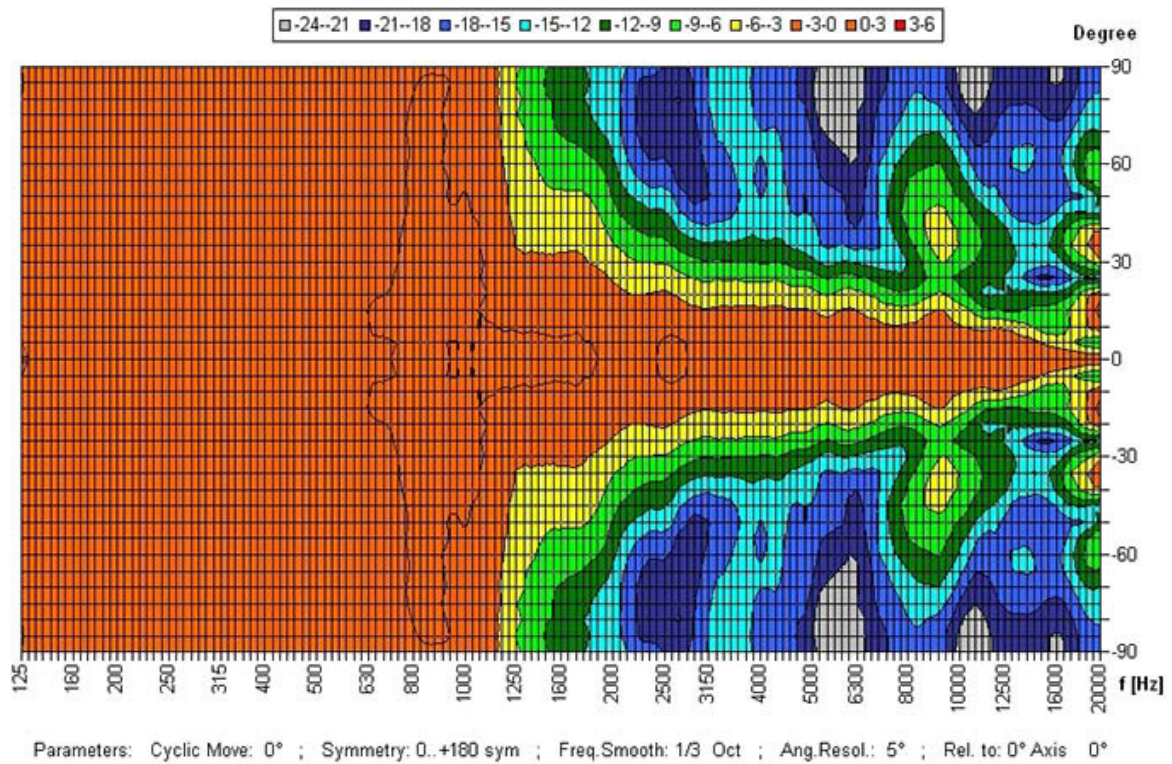 -24--21 -21--18 -18--15 -15--12 -12--9 -9--6 -6--3 -3-0 0-3 3-6
Degree
90
60
30
0
-30
-60
-90
125 160 200 250 315 400 500 630 800 1000 1250 1600 2000 2500 3150 4000 5000 6300 8000 10000 12500 16000 20000
f [Hz]
Parameters: Cyclic Move: 0° ; Symmetry: 0..+180 sym ; Freq.Smooth: 1/3 Oct ; Ang.Resol.: 5° ; Rel. to: 0° Axis 0°